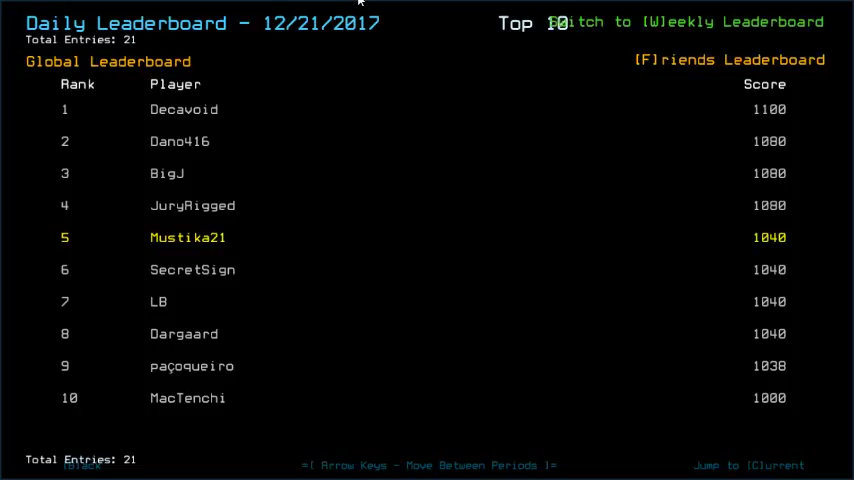 Daily Leaderboard - 12/21/2017 Top 10 Switch to [W]eekly Leaderboard
Total Entries: 21
Global Leaderboard [F]riends Leaderboard
Rank Player Score
1 Decavoid 1100
2 Dano416 1080
3 BigJ 1080
4 JuryRigged 1080
5 Mustika21 1040
6 SecretSign 1040
7 LB 1040
8 Dargaard 1040
9 paçoqueiro 1038
10 MacTenchi 1000
Total Entries: 21
[B]ack =[ Arrow Keys - Move Between Periods ]= Jump to [C]urrent